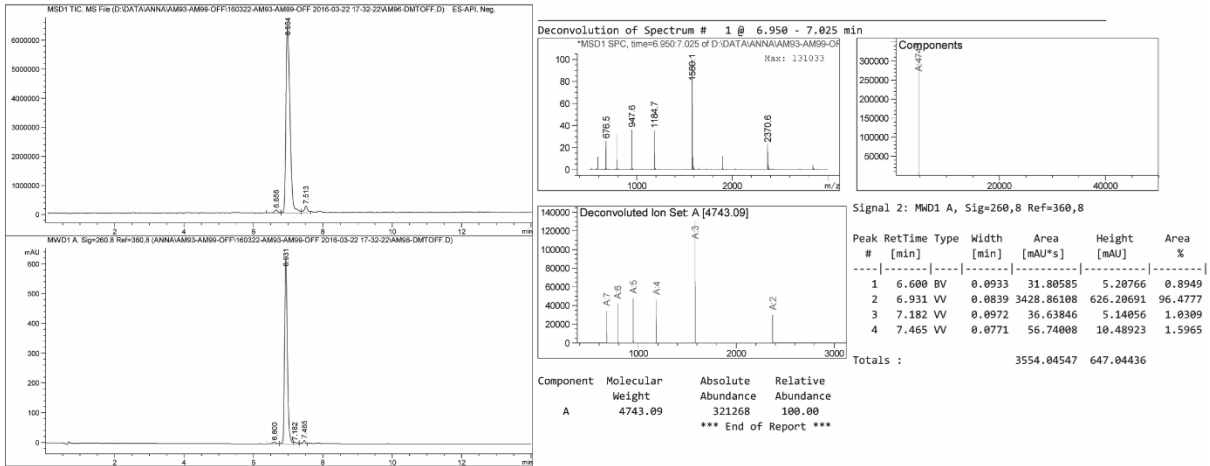 MSD1 TIC, MS File (D:\DATA\ANNA\AM93-AM99-OFF\160322-AM93-AM99-OFF 2016-03-22 17-32-22\AM96-DMTOFF.D)    ES-API, Neg,
6000000
5000000
4000000
3000000
2000000
1000000
0
6.984
7.513
2 4 6 8 10 12 min
MWD1 A, Sig=260,8 Ref=360,8 (ANNA\AM93-AM99-OFF\160322-AM93-AM99-OFF 2016-03-22 17-32-22\AM96-DMTOFF.D)
mAU
600
500
400
300
200
100
0
6.600
6.931
7.182
7.465
2 4 6 8 10 12 min
Deconvolution of Spectrum # 1 @ 6.950 - 7.025 min
*MSD1 SPC, time=6.950:7.025 of D:\DATA\ANNA\AM93-AM99-OF
Max: 131033
100
80
60
40
20
0
676.5
947.6
1184.7
1580.1
2370.6
1000 2000 m/z
Components
300000
250000
200000
150000
100000
50000
A:474
20000 40000
Deconvoluted Ion Set: A [4743.09]
140000
120000
100000
80000
60000
40000
20000
0
A:7
A:6
A:5
A:4
A:3
A:2
1000 2000 3000
Component Molecular Absolute Relative
Weight Abundance Abundance
A 4743.09 321268 100.00
*** End of Report ***
Signal 2: MWD1 A, Sig=260,8 Ref=360,8
Peak RetTime Type Width Area Height Area
# [min] [min] [mAU*s] [mAU] %
----|-------|----|-------|----------|----------|--------|
1 6.600 BV 0.0933 31.80585 5.20766 0.8949
2 6.931 VV 0.0839 3428.86108 626.20691 96.4777
3 7.182 VV 0.0972 36.63846 5.14056 1.0309
4 7.465 VV 0.0771 56.74008 10.48923 1.5965
Totals : 3554.04547 647.04436